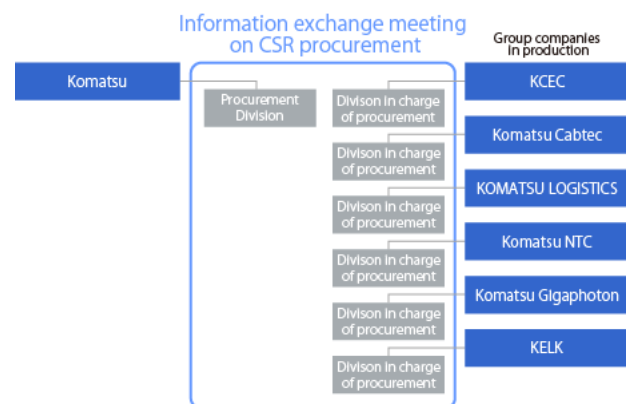 Information exchange meeting
on CSR procurement
Group companies
in production
Komatsu
KCEC
Procurement
Division
Divison in charge
of procurement
Komatsu Cabtec
Divison in charge
of procurement
KOMATSU LOGISTICS
Divison in charge
of procurement
Komatsu NTC
Divison in charge
of procurement
Komatsu Gigaphoton
Divison in charge
of procurement
KELK
Divison in charge
of procurement